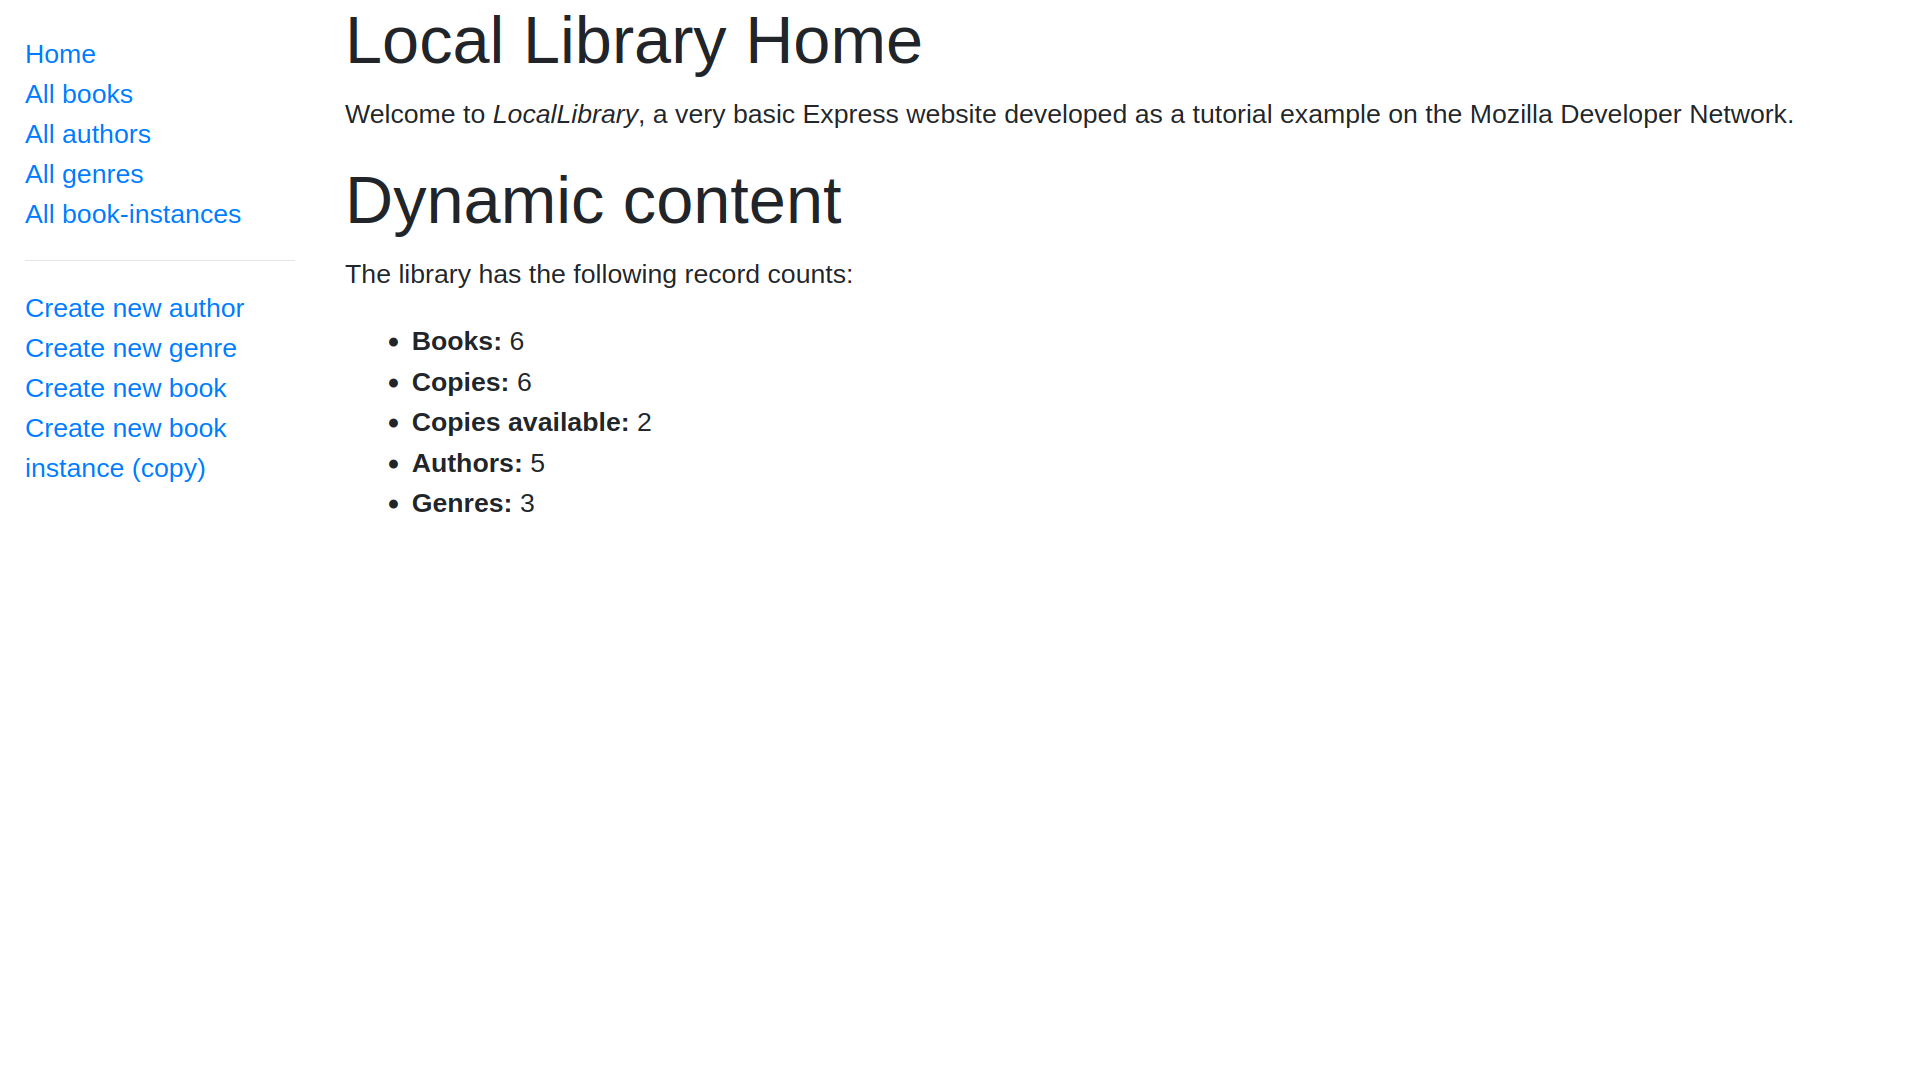 Home
All books
All authors
All genres
All book-instances
Create new author
Create new genre
Create new book
Create new book
instance (copy)
Local Library Home
Welcome to LocalLibrary, a very basic Express website developed as a tutorial example on the Mozilla Developer Network.
Dynamic content
The library has the following record counts:
Books: 6
Copies: 6
Copies available: 2
Authors: 5
Genres: 3